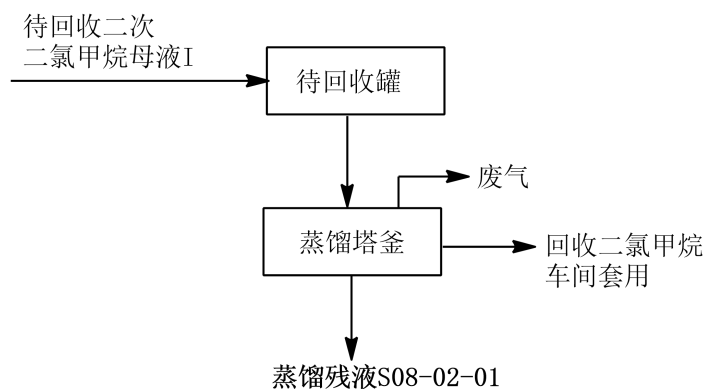 待回收二次
二氯甲烷母液I
待回收罐
废气
蒸馏塔釜
回收二氯甲烷
车间套用
蒸馏残液S08-02-01